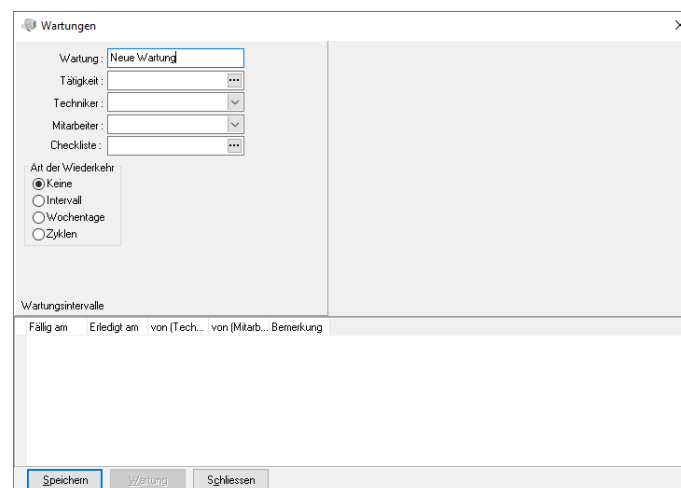 Wartungen
Wartung : Neue Wartung
Tätigkeit :
Techniker :
Mitarbeiter :
Checkliste :
Art der Wiederkehr
Keine
Intervall
Wochentage
Zyklen
Wartungsintervalle
Fällig am Erledigt am von (Tech... von (Mitarb... Bemerkung
Speichern Wartung Schliessen